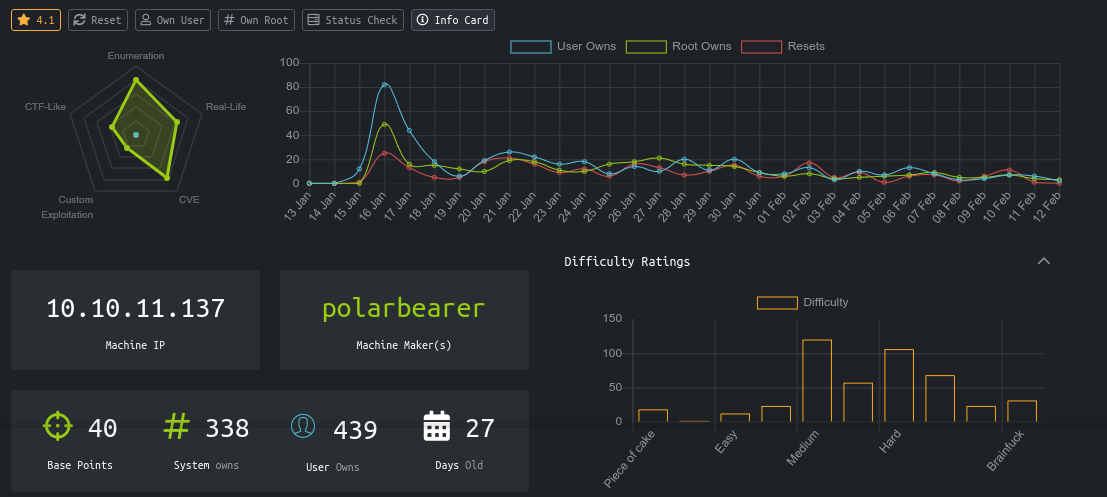 4.1 Reset Own User Own Root Status Check Info Card
User Owns Root Owns Resets
Enumeration
CTF-Like
Real-Life
Custom
Exploitation
CVE
100
80
60
40
20
0
13 Jan
14 Jan
15 Jan
16 Jan
17 Jan
18 Jan
19 Jan
20 Jan
21 Jan
22 Jan
23 Jan
24 Jan
25 Jan
26 Jan
27 Jan
28 Jan
29 Jan
30 Jan
31 Jan
01 Feb
02 Feb
03 Feb
04 Feb
05 Feb
06 Feb
07 Feb
08 Feb
09 Feb
10 Feb
11 Feb
12 Feb
10.10.11.137
Machine IP
polarbearer
Machine Maker(s)
40
Base Points
338
System owns
439
User Owns
27
Days Old
Difficulty Ratings
Difficulty
150
100
50
0
Piece of cake
Easy
Medium
Hard
Brainfuck